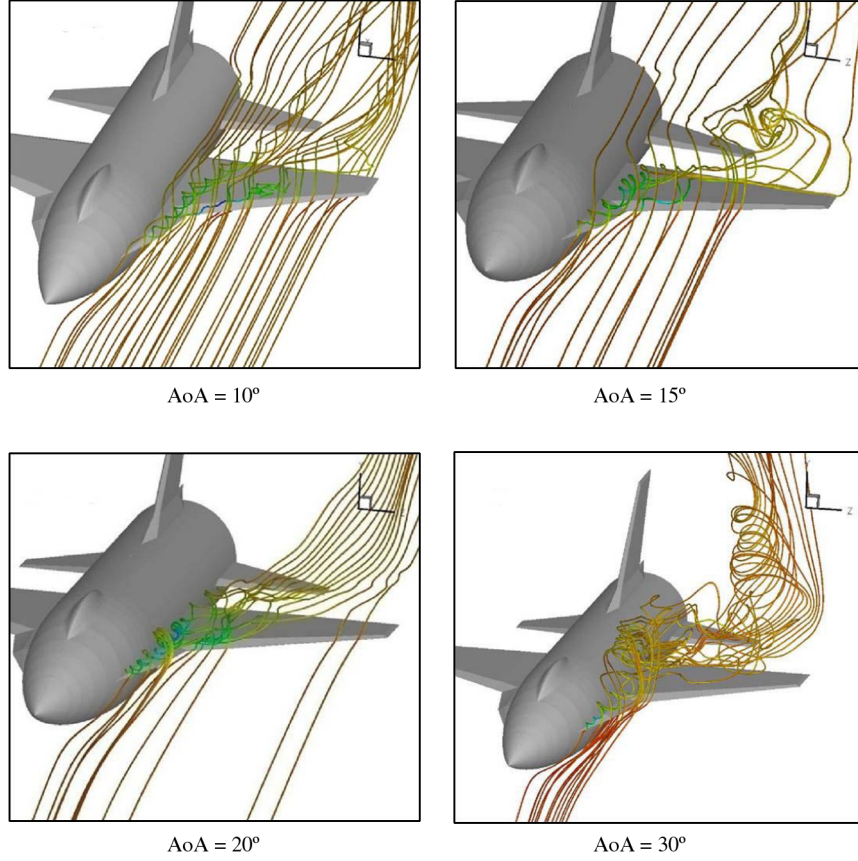 AoA = 10º
Z
AoA = 15º
AoA = 20º
Y
Z
AoA = 30º